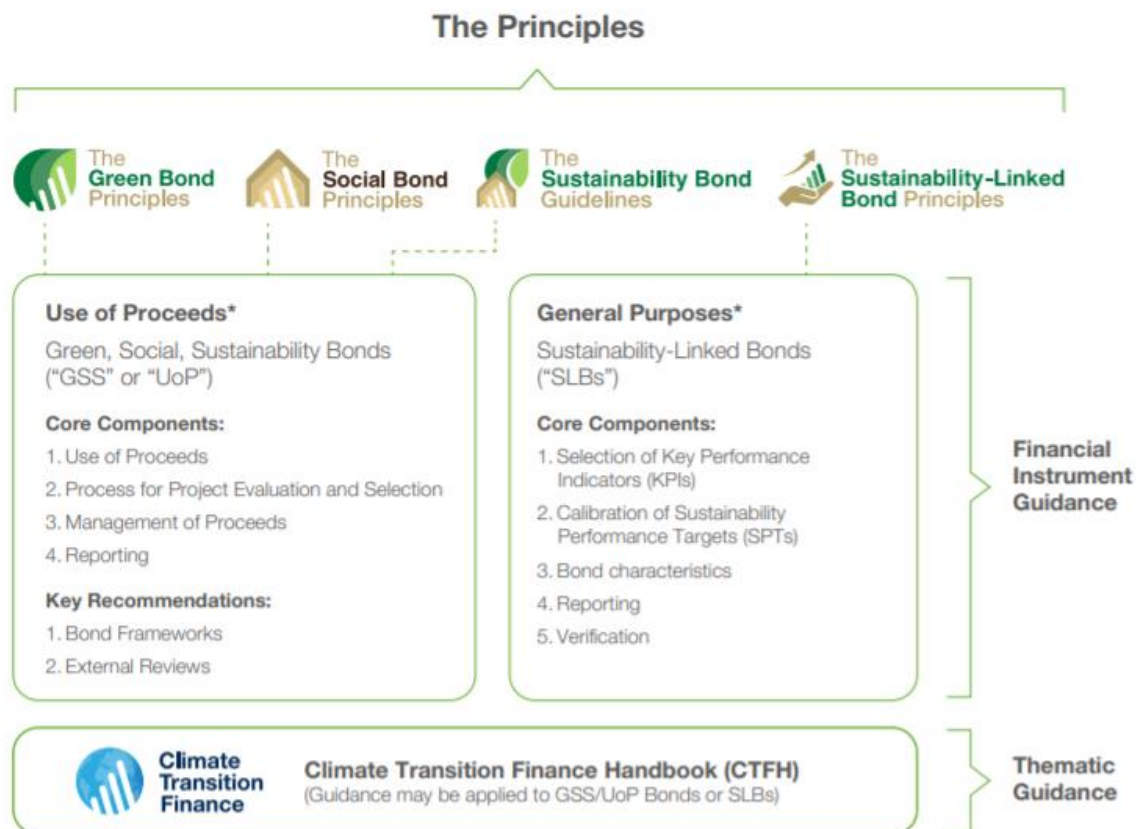 The Principles
The
Green Bond
Principles
The
Social Bond
Principles
The
Sustainability Bond
Guidelines
The
Sustainability-Linked
Bond Principles
Use of Proceeds*
Green, Social, Sustainability Bonds
(“GSS” or “UoP”)
Core Components:
1. Use of Proceeds
2. Process for Project Evaluation and Selection
3. Management of Proceeds
4. Reporting
Key Recommendations:
1. Bond Frameworks
2. External Reviews
General Purposes*
Sustainability-Linked Bonds
(“SLBs”)
Core Components:
1. Selection of Key Performance
Indicators (KPIs)
2. Calibration of Sustainability
Performance Targets (SPTs)
3. Bond characteristics
4. Reporting
5. Verification
Financial
Instrument
Guidance
Climate
Transition
Finance
Climate Transition Finance Handbook (CTFH)
(Guidance may be applied to GSS/UoP Bonds or SLBs)
Thematic
Guidance